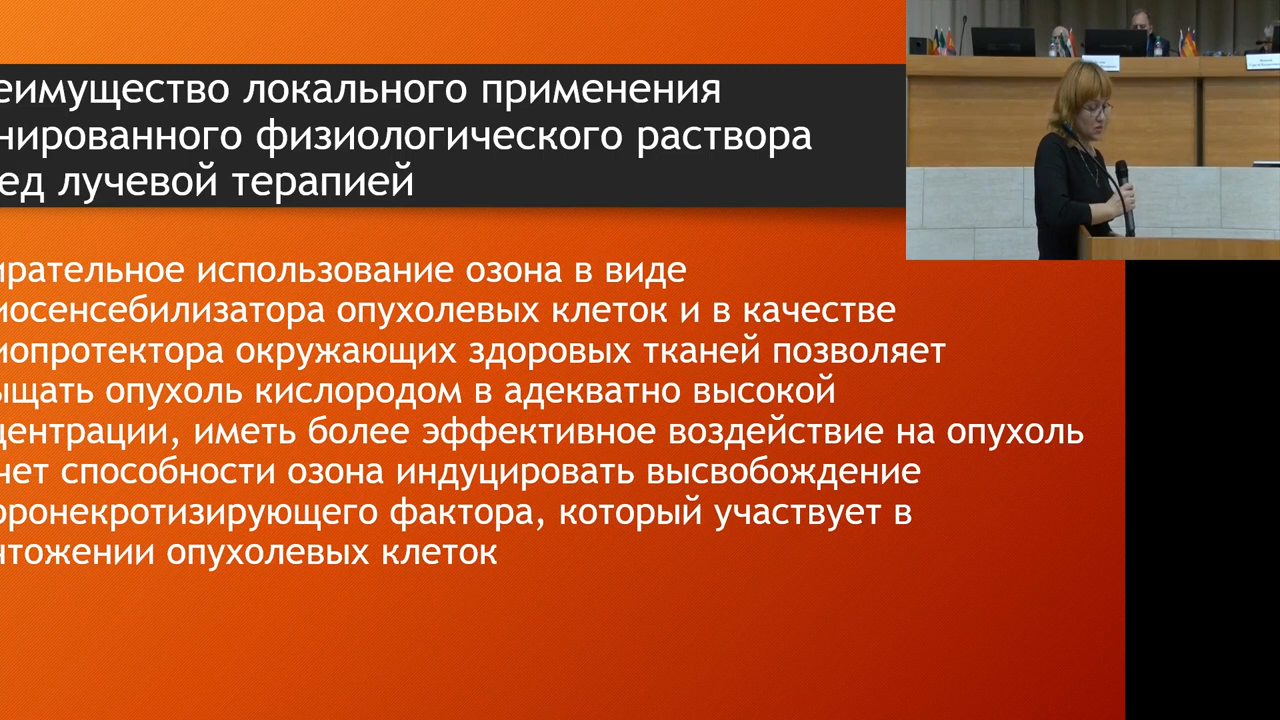 еимущество локального применения
нированного физиологического раствора
ед лучевой терапией
ирательное использование озона в виде
иосенсебилизатора опухолевых клеток и в качестве
иопротектора окружающих здоровых тканей позволяет
ыщать опухоль кислородом в адекватно высокой
центрации, иметь более эффективное воздействие на опухоль
чет способности озона индуцировать высвобождение
оронекротизирующего фактора, который участвует в
чтожении опухолевых клеток